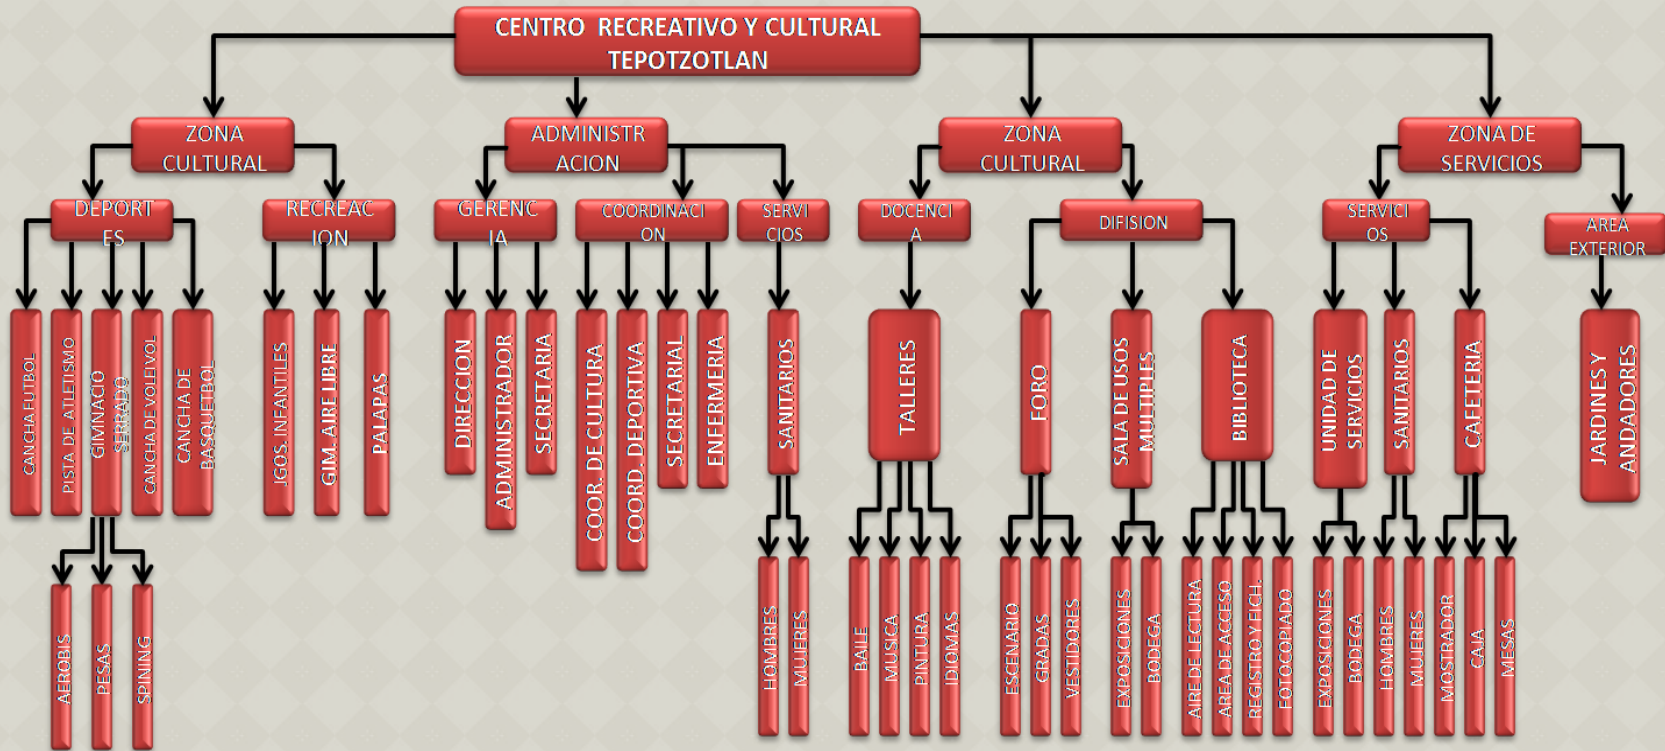 CENTRO RECREATIVO Y CULTURAL
TEPOTZOTLAN
ZONA
CULTURAL
ADMINISTR
ACION
ZONA
CULTURAL
ZONA DE
SERVICIOS
DEPORT
ES
RECREAC
ION
GERENC
IA
COORDINACI
ON
SERVI
CIOS
DOCENCI
A
DIFISION
SERVICI
OS
AREA
EXTERIOR
CANCHA FUTBOL
PISTA DE ATLETISMO
GIMNACIO
SERRADO
CANCHA DE VOLEYVOL
CANCHA DE
BASQUETBOL
JGOS. INFANTILES
GIM. AIRE LIBRE
PALAPAS
DIRECCION
ADMINISTRADOR
SECRETARIA
COOR. DE CULTURA
COORD. DEPORTIVA
SECRETARIAL
ENFERMERIA
SANITARIOS
TALLERES
FORO
SALA DE USOS
MULTIPLES
BIBLIOTECA
UNIDAD DE
SERVICIOS
SANITARIOS
CAFETERIA
JARDINES Y
ANDADORES
AEROBIS
PESAS
SPINING
HOMBRES
MUJERES
BAILE
MUSICA
PINTURA
IDIOMAS
ESCENARIO
GRADAS
VESTIDORES
EXPOSICIONES
BODEGA
AIRE DE LECTURA
AREA DE ACCESO
REGISTRO Y FICH.
FOTOCOPIADO
EXPOSICIONES
BODEGA
HOMBRES
MUJERES
MOSTRADOR
CAJA
MESAS